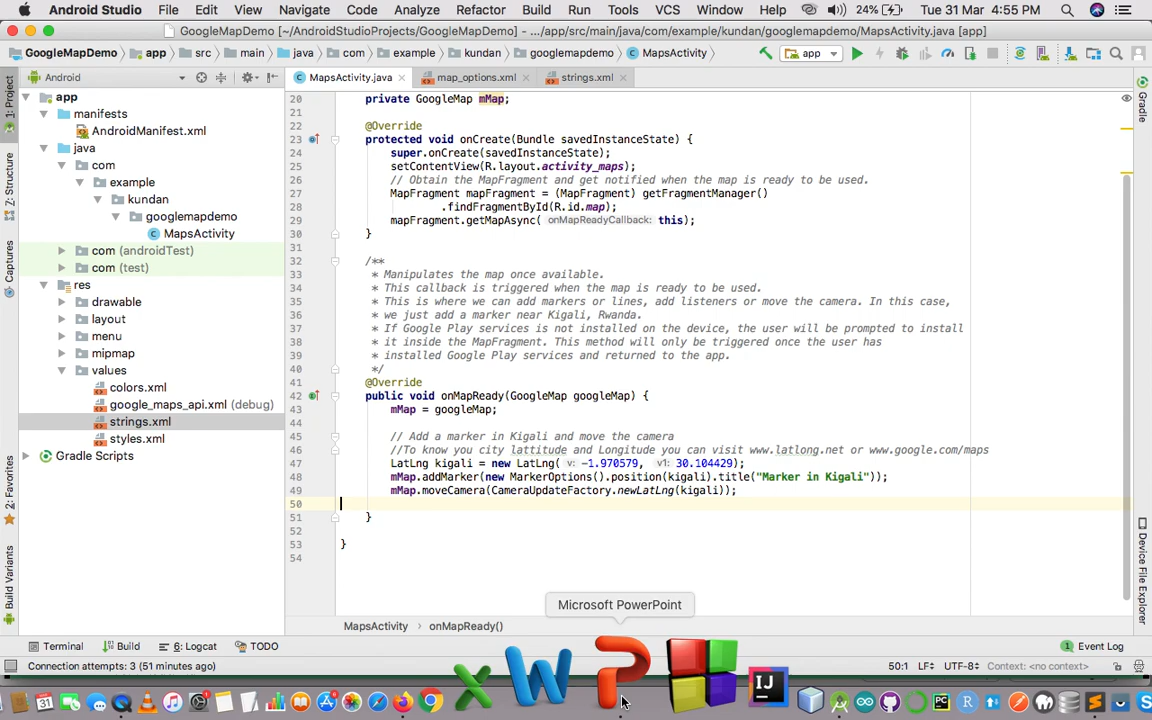 Android Studio File Edit View Navigate Code Analyze Refactor Build Run Tools VCS Window Help 24% Tue 31 Mar 4:55 PM
GoogleMapDemo [~/AndroidStudioProjects/GoogleMapDemo] - .../app/src/main/java/com/example/kundan/googlemapdemo/MapsActivity.java [app]
GoogleMapDemo app src main java com example kundan googlemapdemo MapsActivity app
Android MapsActivity.java map_options.xml strings.xml
1: Project
Z: Structure
Captures
2: Favorites
Build Variants
Gradle
Device File Explorer
app
manifests
AndroidManifest.xml
java
com
example
kundan
googlemapdemo
MapsActivity
com (androidTest)
com (test)
res
drawable
layout
menu
mipmap
values
colors.xml
google_maps_api.xml (debug)
strings.xml
styles.xml
Gradle Scripts
20 private GoogleMap mMap;
21
22 @Override
23 protected void onCreate(Bundle savedInstanceState) {
24 super.onCreate(savedInstanceState);
25 setContentView(R.layout.activity_maps);
26 // Obtain the MapFragment and get notified when the map is ready to be used.
27 MapFragment mapFragment = (MapFragment) getFragmentManager()
28 .findFragmentById(R.id.map);
29 mapFragment.getMapAsync( onMapReadyCallback: this);
30 }
31
32 /**
33 * Manipulates the map once available.
34 * This callback is triggered when the map is ready to be used.
35 * This is where we can add markers or lines, add listeners or move the camera. In this case,
36 * we just add a marker near Kigali, Rwanda.
37 * If Google Play services is not installed on the device, the user will be prompted to install
38 * it inside the MapFragment. This method will only be triggered once the user has
39 * installed Google Play services and returned to the app.
40 */
41 @Override
42 public void onMapReady(GoogleMap googleMap) {
43 mMap = googleMap;
44
45 // Add a marker in Kigali and move the camera
46 //To know you city lattitude and Longitude you can visit www.latlong.net or www.google.com/maps
47 LatLng kigali = new LatLng( v: -1.970579, v1: 30.104429);
48 mMap.addMarker(new MarkerOptions().position(kigali).title("Marker in Kigali"));
49 mMap.moveCamera(CameraUpdateFactory.newLatLng(kigali));
50
51 }
52
53 }
54
Microsoft PowerPoint
MapsActivity onMapReady()
Terminal Build 6: Logcat TODO Event Log
Connection attempts: 3 (51 minutes ago) 50:1 LF UTF-8 Context: <no context>